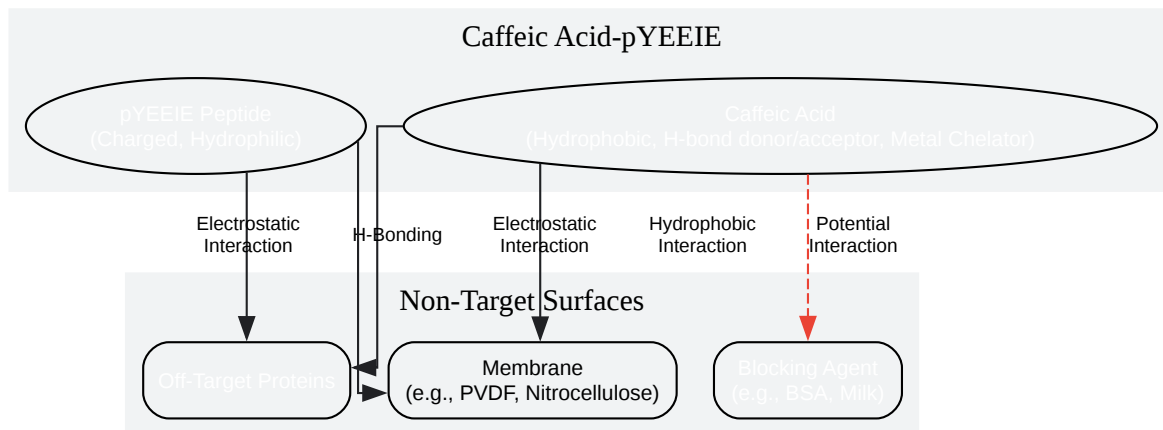 Caffeic Acid-pYEEIE
pYEEIE Peptide
(Charged, Hydrophilic)
Caffeic Acid
(Hydrophobic, H-bond donor/acceptor, Metal Chelator)
Electrostatic
Interaction
H-Bonding
Electrostatic
Interaction
Hydrophobic
Interaction
Potential
Interaction
Non-Target Surfaces
Off-Target Proteins
Membrane
(e.g., PVDF, Nitrocellulose)
Blocking Agent
(e.g., BSA, Milk)